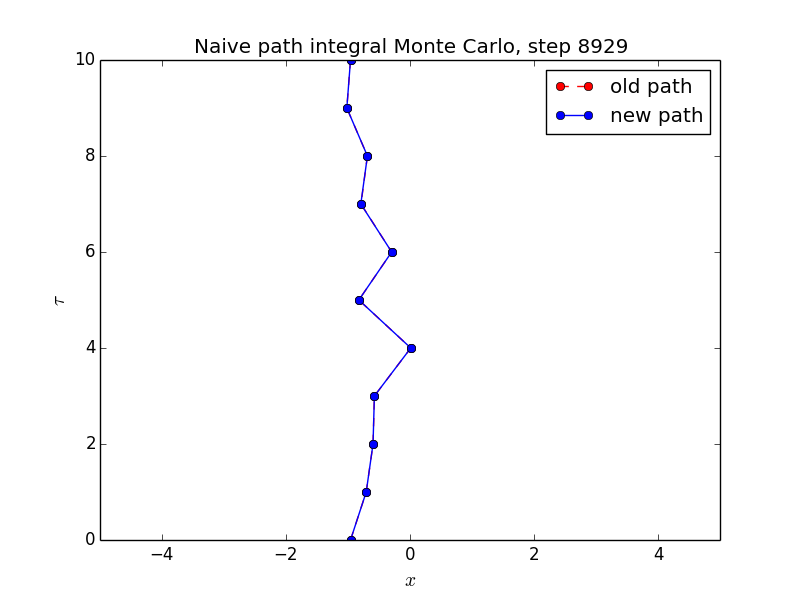 Naive path integral Monte Carlo, step 8929
old path
new path
10
8
6
4
2
0
τ
−4
−2
0
2
4
x